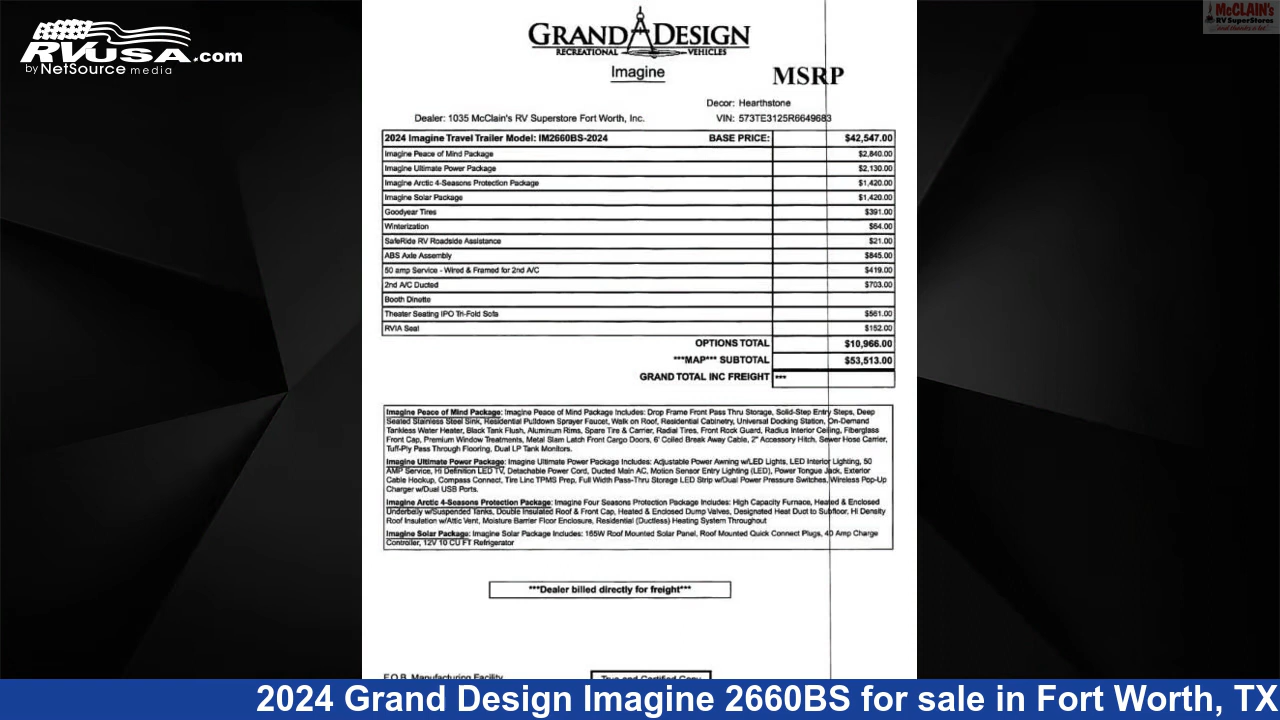 RVUSA.com
by NetSource media
McCLAIN'S
RV SuperStores
GRAND DESIGN
RECREATIONAL VEHICLES
Imagine
MSRP
Decor: Hearthstone
Dealer: 1035 McClain's RV Superstore Fort Worth, Inc. VIN: 573TE3125R6649683
2024 Imagine Travel Trailer Model: IM2660BS-2024 BASE PRICE: $42,547.00
Imagine Peace of Mind Package $2,840.00
Imagine Ultimate Power Package $2,130.00
Imagine Arctic 4-Seasons Protection Package $1,420.00
Imagine Solar Package $1,420.00
Goodyear Tires $391.00
Winterization $64.00
SafeRide RV Roadside Assistance $21.00
ABS Axle Assembly $845.00
50 amp Service - Wired & Framed for 2nd A/C $419.00
2nd A/C Ducted $703.00
Booth Dinette
Theater Seating IPO Tri-Fold Sofa $561.00
RVIA Seal $152.00
OPTIONS TOTAL $10,966.00
***MAP*** SUBTOTAL $53,513.00
GRAND TOTAL INC FREIGHT ***
Imagine Peace of Mind Package: Imagine Peace of Mind Package Includes: Drop Frame Front Pass Thru Storage, Solid-Step Entry Steps, Deep
Seated Stainless Steel Sink, Residential Pulldown Sprayer Faucet, Walk on Roof, Residential Cabinetry, Universal Docking Station, On-Demand
Tankless Water Heater, Black Tank Flush, Aluminum Rims, Spare Tire & Carrier, Radial Tires, Front Rock Guard, Radius Interior Ceiling, Fiberglass
Front Cap, Premium Window Treatments, Metal Slam Latch Front Cargo Doors, 6' Coiled Break Away Cable, 2" Accessory Hitch, Sewer Hose Carrier,
Tuff-Ply Pass Through Flooring, Dual LP Tank Monitors.
Imagine Ultimate Power Package: Imagine Ultimate Power Package Includes: Adjustable Power Awning w/LED Lights, LED Interior Lighting, 50
AMP Service, Hi Definition LED TV, Detachable Power Cord, Ducted Main AC, Motion Sensor Entry Lighting (LED), Power Tongue Jack, Exterior
Cable Hookup, Compass Connect, Tire Linc TPMS Prep, Full Width Pass-Thru Storage LED Strip w/Dual Power Pressure Switches, Wireless Pop-Up
Charger w/Dual USB Ports.
Imagine Arctic 4-Seasons Protection Package: Imagine Four Seasons Protection Package Includes: High Capacity Furnace, Heated & Enclosed
Underbelly w/Suspended Tanks, Double Insulated Roof & Front Cap, Heated & Enclosed Dump Valves, Designated Heat Duct to Subfloor, Hi Density
Roof Insulation w/Attic Vent, Moisture Barrier Floor Enclosure, Residential (Ductless) Heating System Throughout
Imagine Solar Package: Imagine Solar Package Includes: 165W Roof Mounted Solar Panel, Roof Mounted Quick Connect Plugs, 40 Amp Charge
Controller, 12V 10 CU FT Refrigerator
***Dealer billed directly for freight***
F.O.B. Manufacturing Facility
True and Certified Copy
2024 Grand Design Imagine 2660BS for sale in Fort Worth, TX